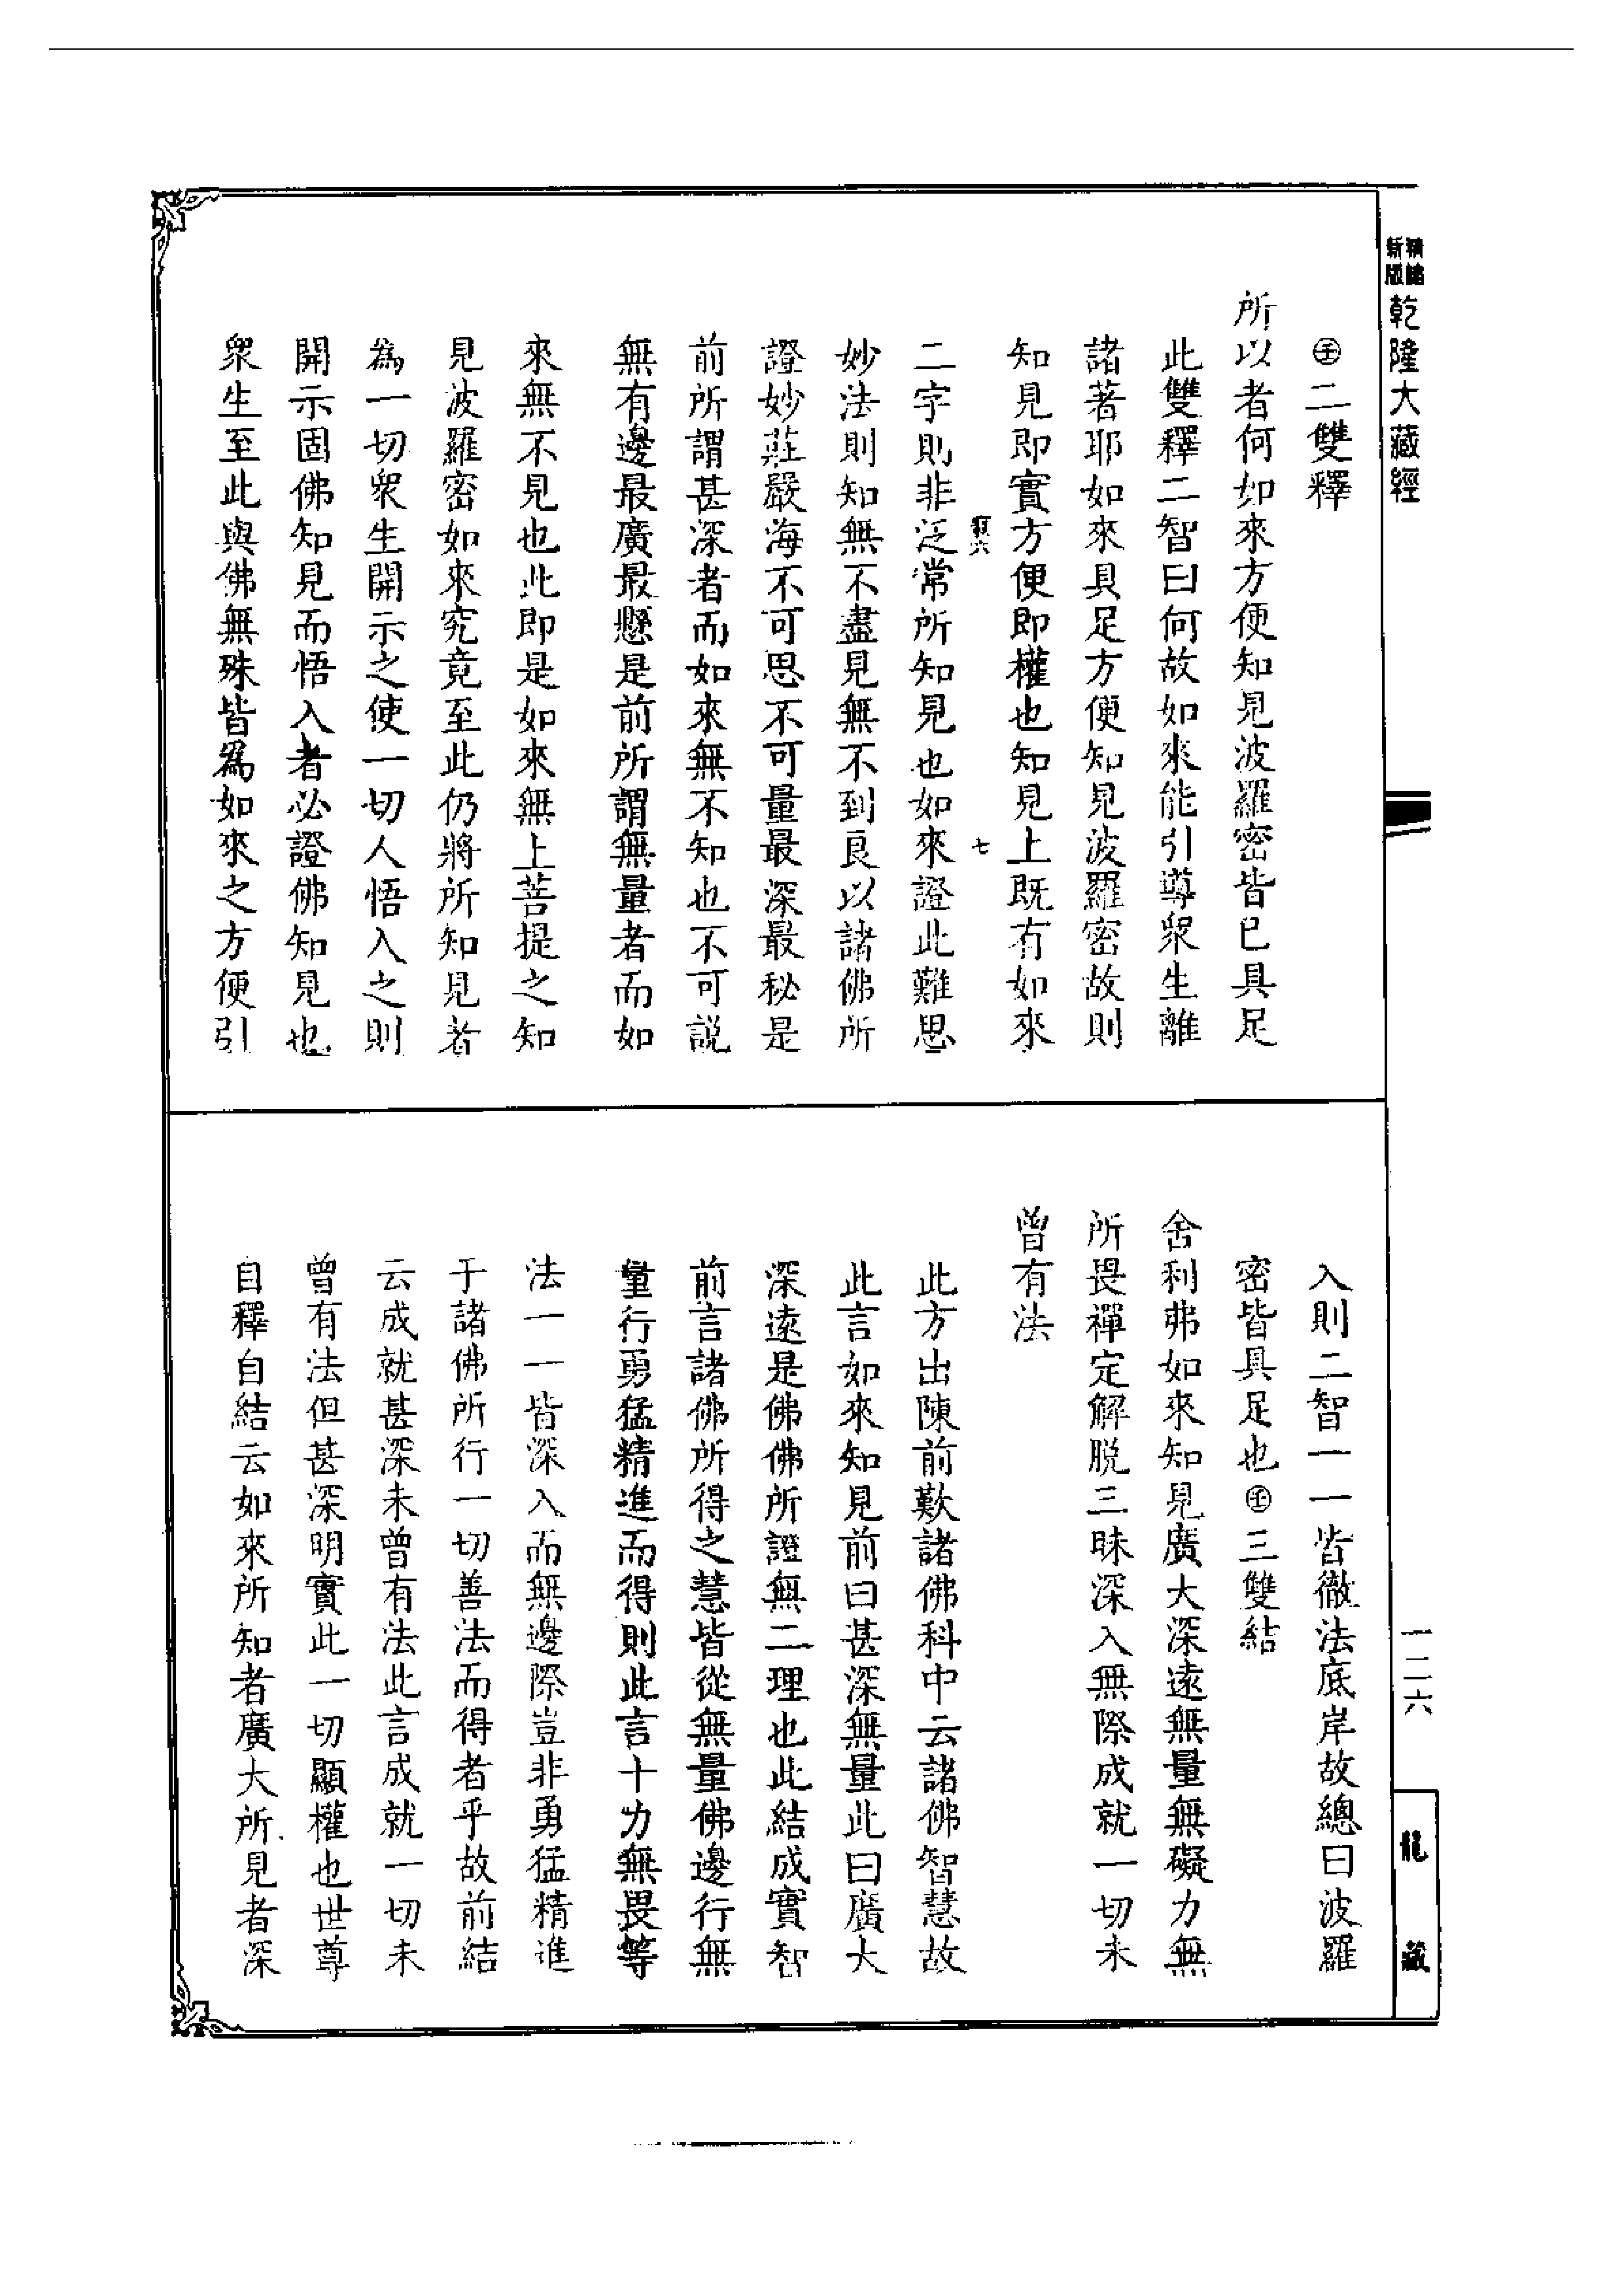 精縮
新版
乾隆大藏經
㊣二雙釋
所以者何如來方便知見波羅密皆已具足
此雙釋二智曰何故如來能引導眾生離
諸著耶如來具足方便知見波羅密故則
知見即實方便即權也知見上既有如來
七
二字則非泛常所知見也如來證此難思
妙法則知無不盡見無不到良以諸佛所
證妙莊嚴海不可思不可量最深最秘是
前所謂甚深者而如來無不知也不可說
無有邊最廣最懸是前所謂無量者而如
來無不見也此即是如來無上菩提之知
見波羅密如來究竟至此仍將所知見者
為一切眾生開示之使一切人悟入之則
開示固佛知見而悟入者必證佛知見也
眾生至此與佛無殊皆為如來之方便引
入則二智一一皆徹法底岸故總曰波羅
密皆具足也㊣三雙結
舍利弗如來知見廣大深遠無量無礙力無
所畏禪定解脫三昧深入無際成就一切未
曾有法
此方出陳前歎諸佛科中云諸佛智慧故
此言如來知見前曰甚深無量此曰廣大
深遠是佛佛所證無二理也此結成實智
前言諸佛所得之慧皆從無量佛邊行無
量行勇猛精進而得則此言十力無畏等
法一一皆深入而無邊際豈非勇猛精進
于諸佛所行一切善法而得者乎故前結
云成就甚深未曾有法此言成就一切未
曾有法但甚深明實此一切顯權也世尊
自釋自結云如來所知者廣大所見者深
一二六
龍藏